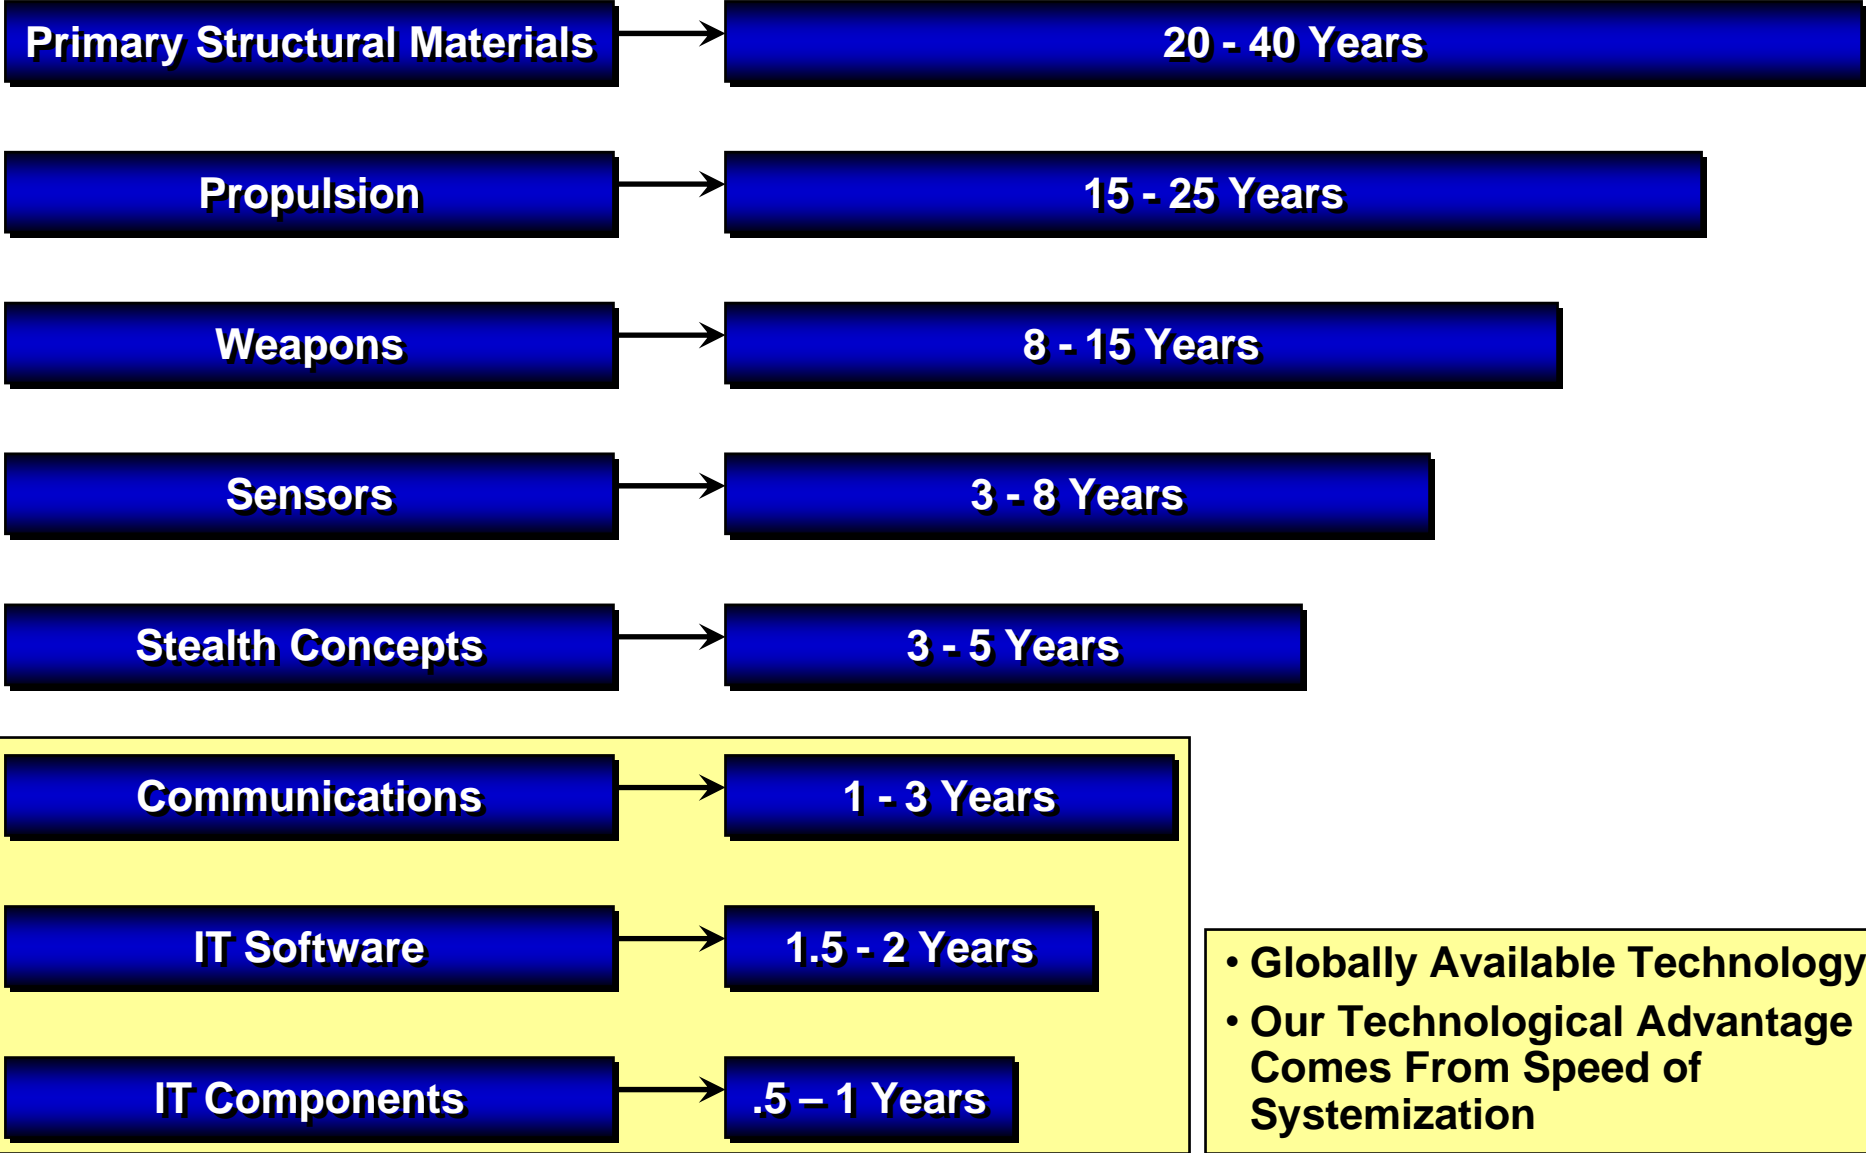 Primary Structural Materials
20 - 40 Years
Propulsion
15 - 25 Years
Weapons
8 - 15 Years
Sensors
3 - 8 Years
Stealth Concepts
3 - 5 Years
Communications
1 - 3 Years
IT Software
1.5 - 2 Years
IT Components
.5 – 1 Years
• Globally Available Technology
• Our Technological Advantage
Comes From Speed of
Systemization